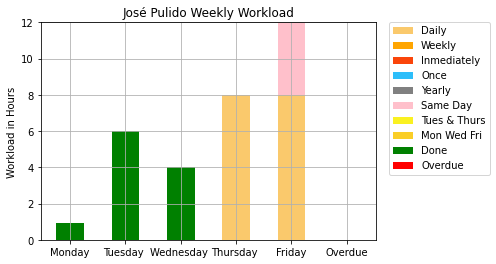 José Pulido Weekly Workload
Workload in Hours
12
10
8
6
4
2
0
Monday
Tuesday
Wednesday
Thursday
Friday
Overdue
Daily
Weekly
Inmediately
Once
Yearly
Same Day
Tues & Thurs
Mon Wed Fri
Done
Overdue